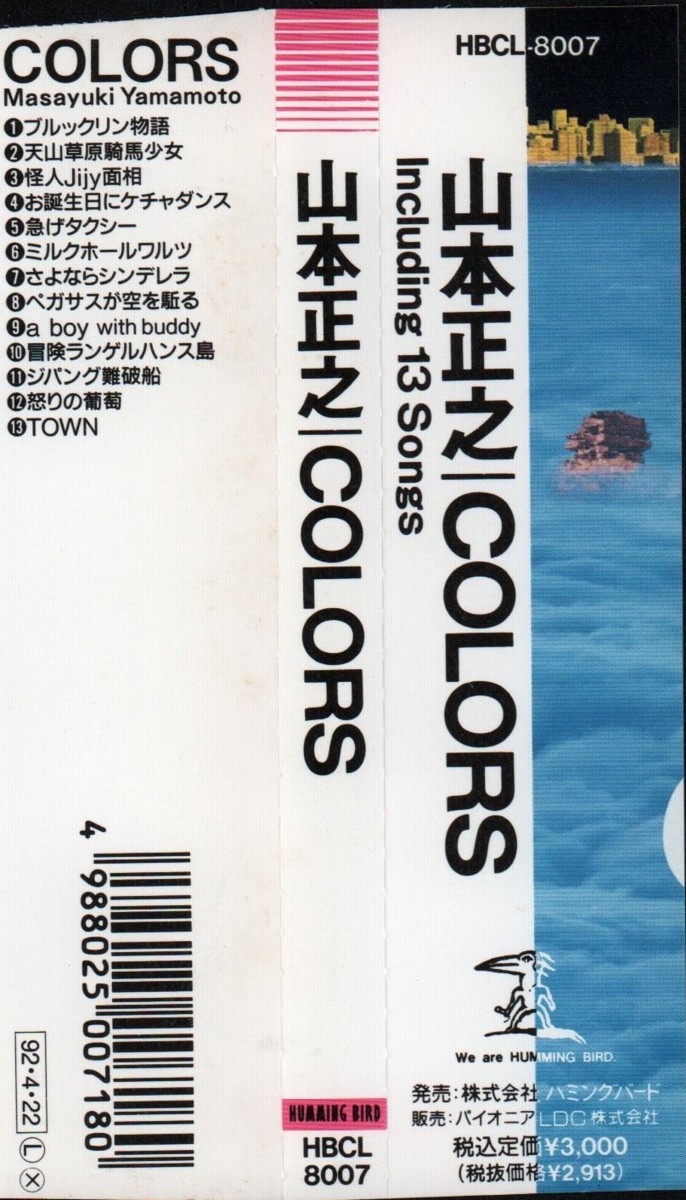 COLORS
Masayuki Yamamoto
❶ブルックリン物語
❷天山草原騎馬少女
❸怪人Jijy面相
❹お誕生日にケチャダンス
❺急げタクシー
❻ミルクホールワルツ
❼さよならシンデレラ
❽ペガサスが空を駈る
❾a boy with buddy
❿冒険ランゲルハンス島
⓫ジパング難破船
⓬怒りの葡萄
⓭TOWN
4 988025 007180
92・4・22 Ⓛ Ⓧ
山本正之|COLORS
HUMMING BIRD
HBCL
8007
HBCL-8007
山本正之|COLORS
Including 13 Songs
We are HUMMING BIRD.
発売：株式会社 ハミングバード
販売：パイオニアLDC株式会社
税込定価¥3,000
(税抜価格¥2,913)